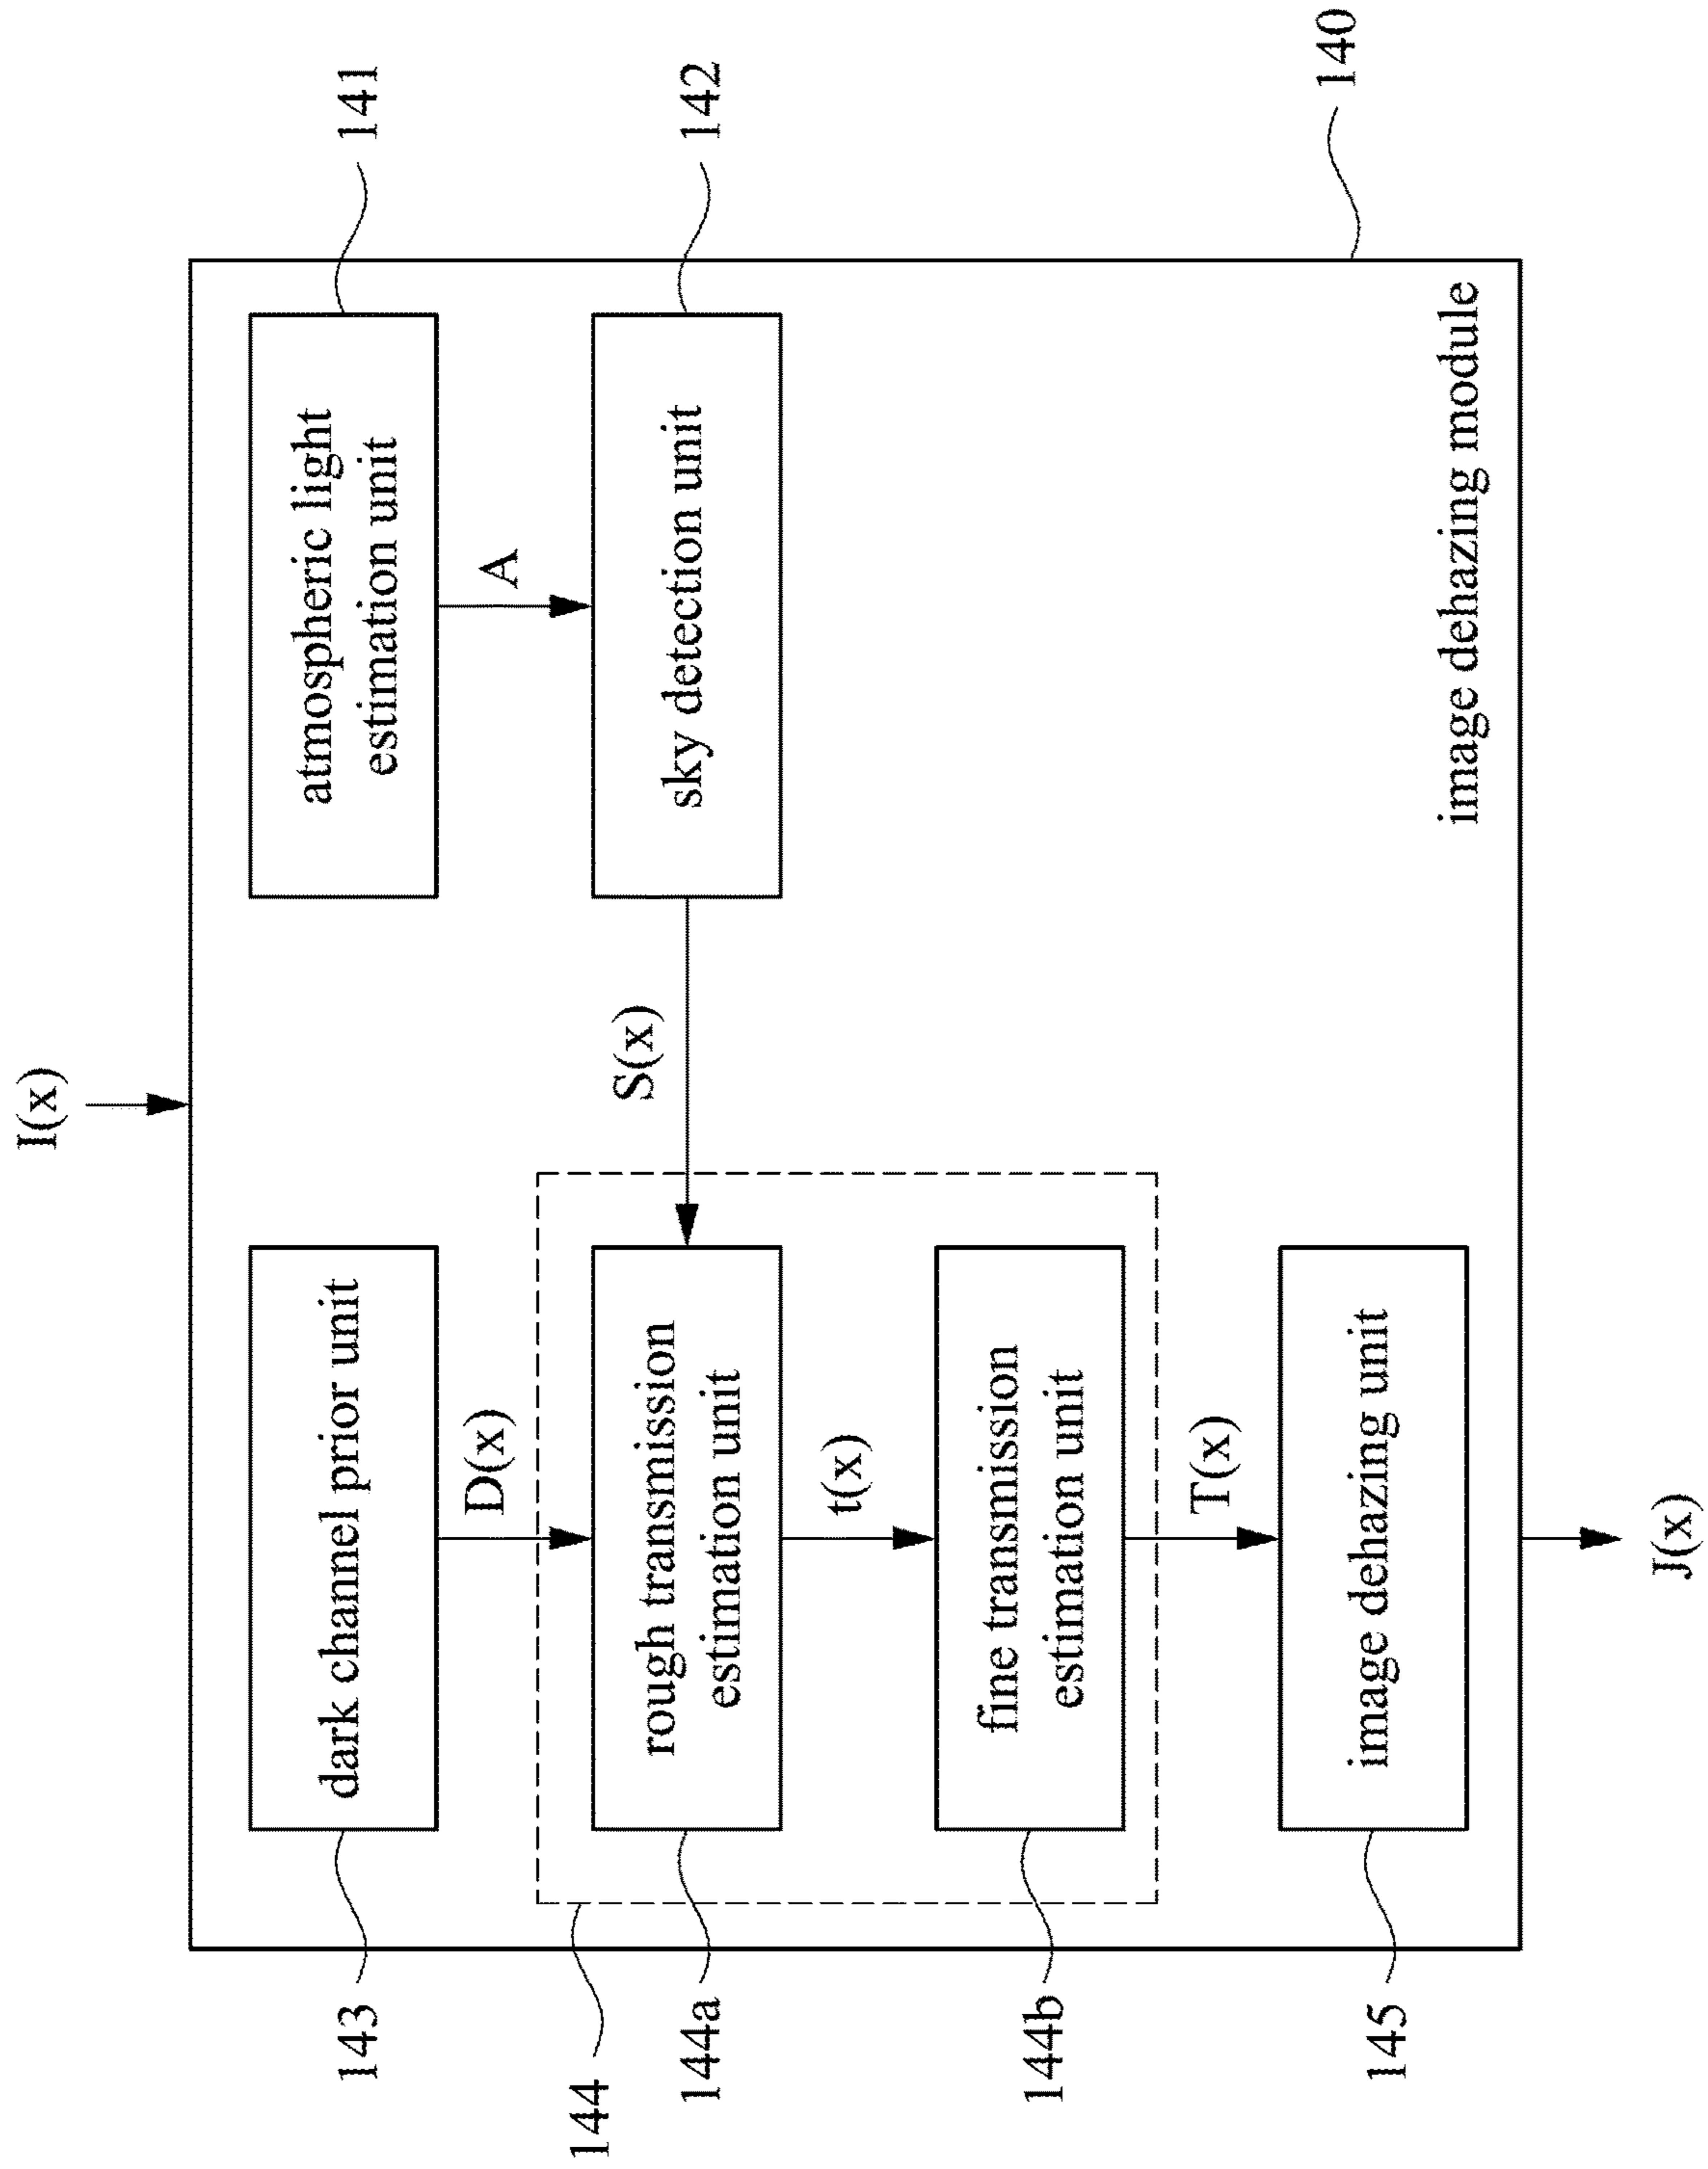 I(x)
143
dark channel prior unit
D(x)
144
144a
rough transmission
estimation unit
t(x)
144b
fine transmission
estimation unit
T(x)
145
image dehazing unit
J(x)
S(x)
atmospheric light
estimation unit
141
A
sky detection unit
142
image dehazing module
140